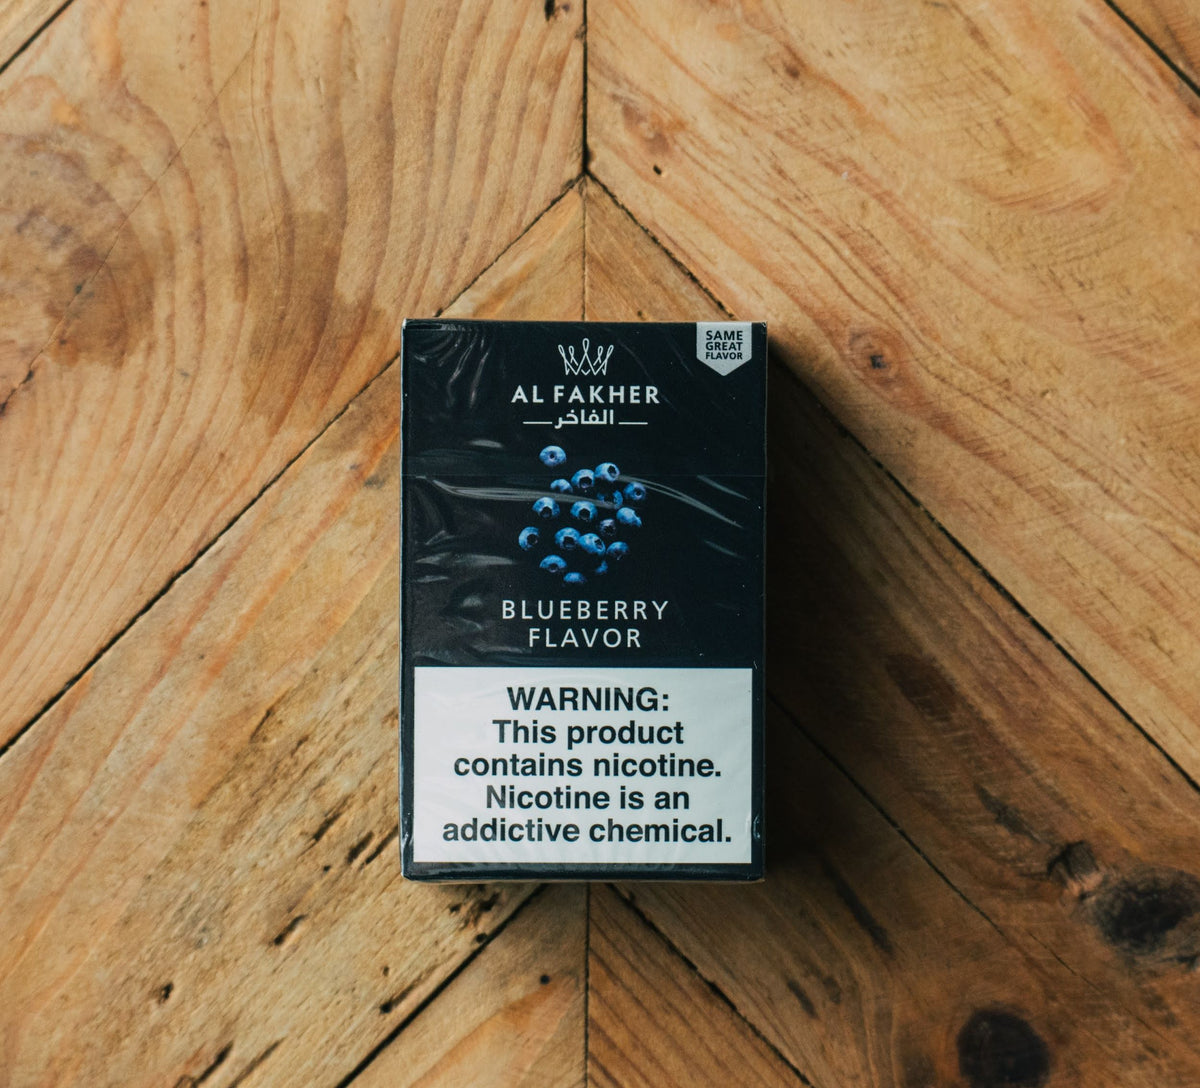 SAME
GREAT
FLAVOR
AL FAKHER
الفاخر
BLUEBERRY
FLAVOR
WARNING:
This product
contains nicotine.
Nicotine is an
addictive chemical.